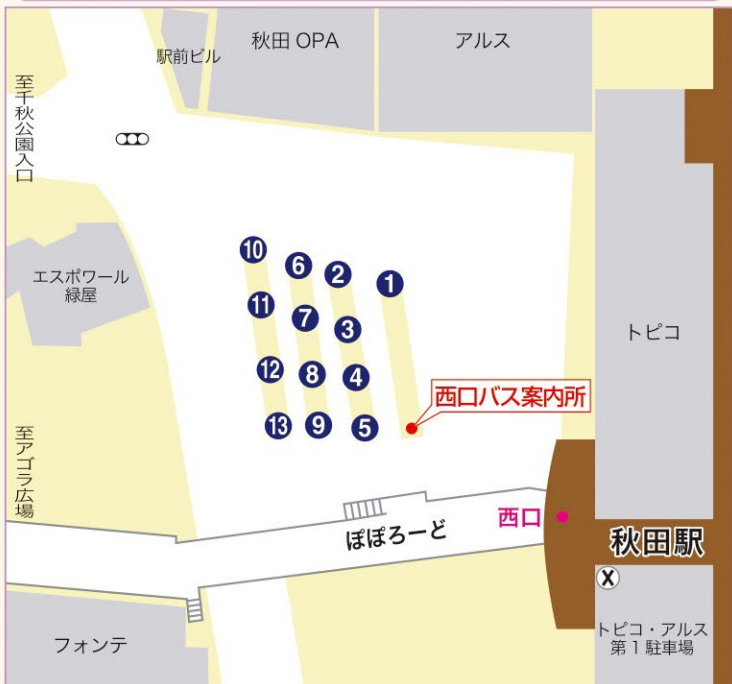 駅前ビル
秋田 OPA
アルス
至千秋公園入口
エスポワール
緑屋
10
6
2
1
11
7
3
12
8
4
13
9
5
トピコ
西口バス案内所
至アゴラ広場
西口
ぽぽろーど
秋田駅
X
フォンテ
トピコ・アルス
第1駐車場